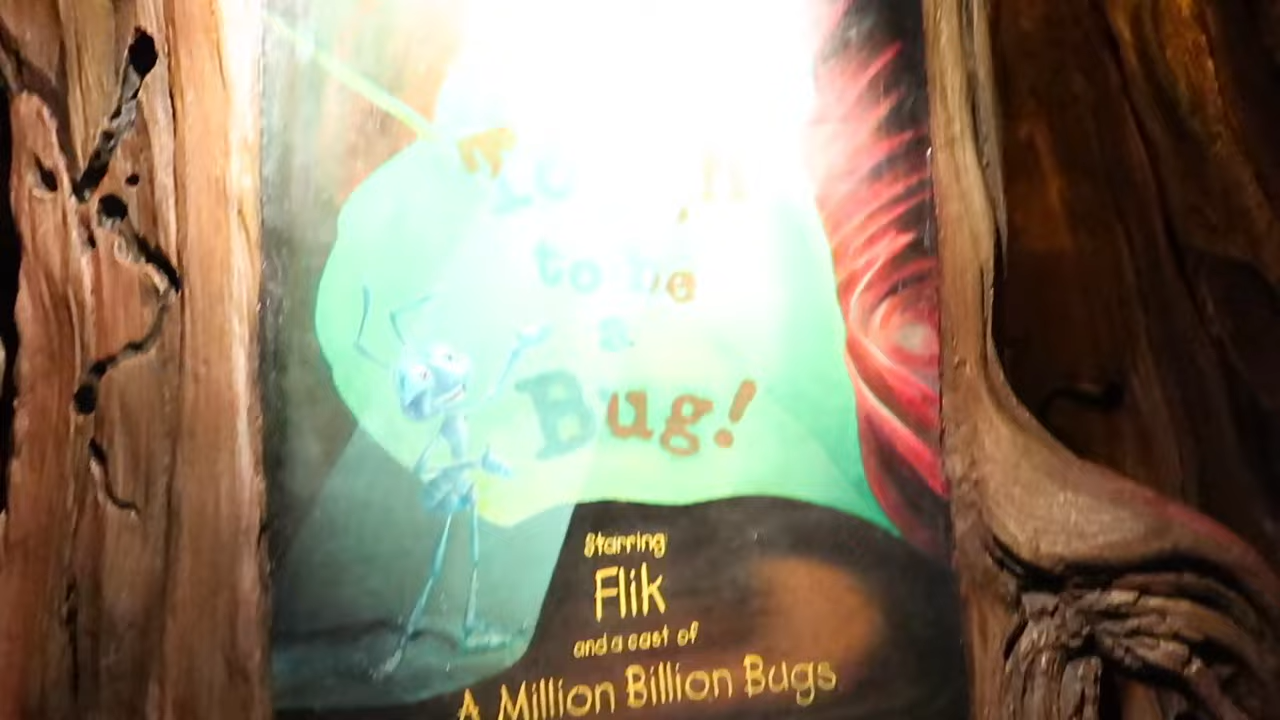 to be
a
Bug!
Starring
Flik
and a cast of
A Million Billion Bugs